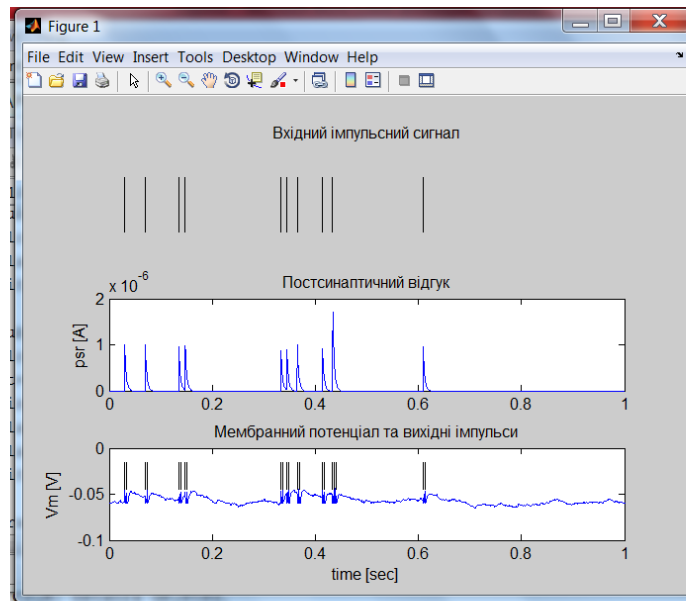 Figure 1
File Edit View Insert Tools Desktop Window Help
Вхідний імпульсний сигнал
x 10⁻⁶
Постсинаптичний відгук
2
1
0
psr [A]
0 0.2 0.4 0.6 0.8 1
Мембранний потенціал та вихідні імпульси
0
-0.05
-0.1
Vm [V]
0 0.2 0.4 0.6 0.8 1
time [sec]